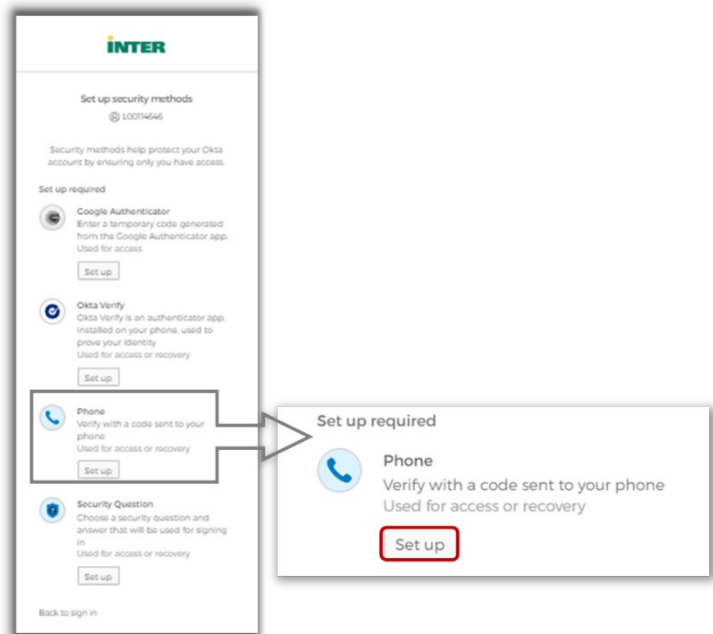 INTER
Set up security methods
L00114646
Security methods help protect your Okta
account by ensuring only you have access.
Set up required
Google Authenticator
Enter a temporary code generated
from the Google Authenticator app.
Used for access
Set up
Okta Verify
Okta Verify is an authenticator app,
installed on your phone, used to
prove your identity
Used for access or recovery
Set up
Phone
Verify with a code sent to your
phone
Used for access or recovery
Set up
Security Question
Choose a security question and
answer that will be used for signing
in
Used for access or recovery
Set up
Back to sign in
Set up required
Phone
Verify with a code sent to your phone
Used for access or recovery
Set up